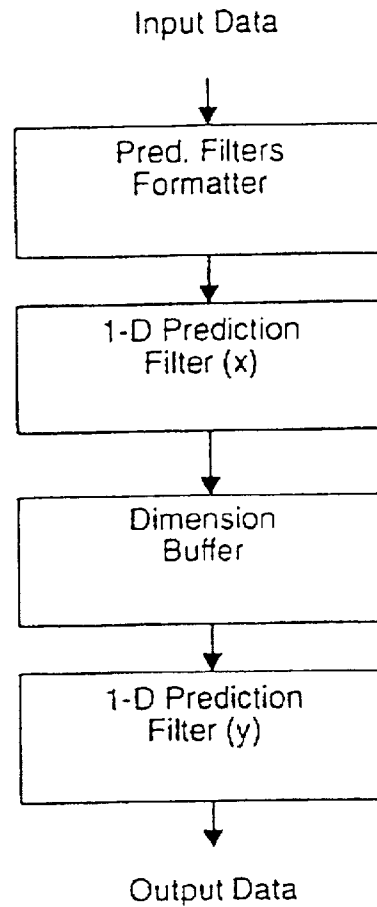 Input Data
Pred. Filters
Formatter
1-D Prediction
Filter (x)
Dimension
Buffer
1-D Prediction
Filter (y)
Output Data